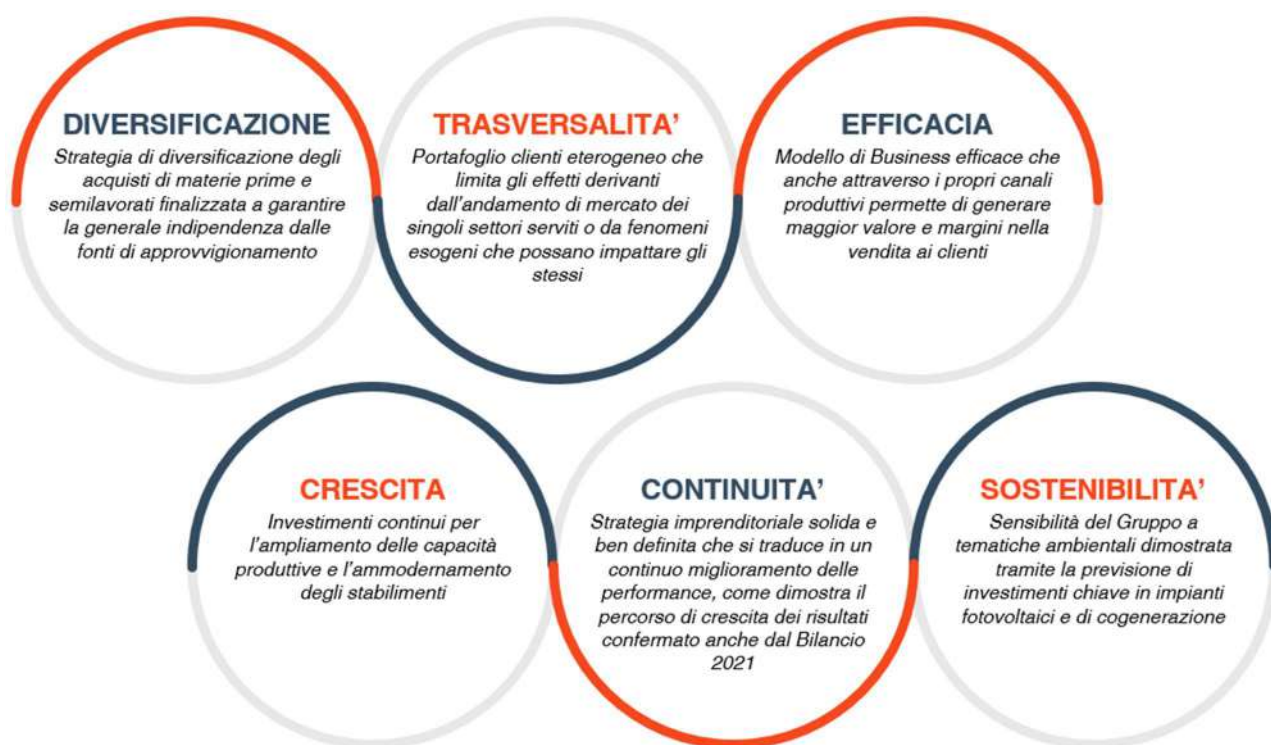 DIVERSIFICAZIONE
Strategia di diversificazione degli
acquisti di materie prime e
semilavorati finalizzata a garantire
la generale indipendenza dalle
fonti di approvvigionamento
TRASVERSALITA'
Portafoglio clienti eterogeneo che
limita gli effetti derivanti
dall'andamento di mercato dei
singoli settori serviti o da fenomeni
esogeni che possano impattare gli
stessi
EFFICACIA
Modello di Business efficace che
anche attraverso i propri canali
produttivi permette di generare
maggior valore e margini nella
vendita ai clienti
CRESCITA
Investimenti continui per
l'ampliamento delle capacità
produttive e l'ammodernamento
degli stabilimenti
CONTINUITA'
Strategia imprenditoriale solida e
ben definita che si traduce in un
continuo miglioramento delle
performance, come dimostra il
percorso di crescita dei risultati
confermato anche dal Bilancio
2021
SOSTENIBILITA'
Sensibilità del Gruppo a
tematiche ambientali dimostrata
tramite la previsione di
investimenti chiave in impianti
fotovoltaici e di cogenerazione